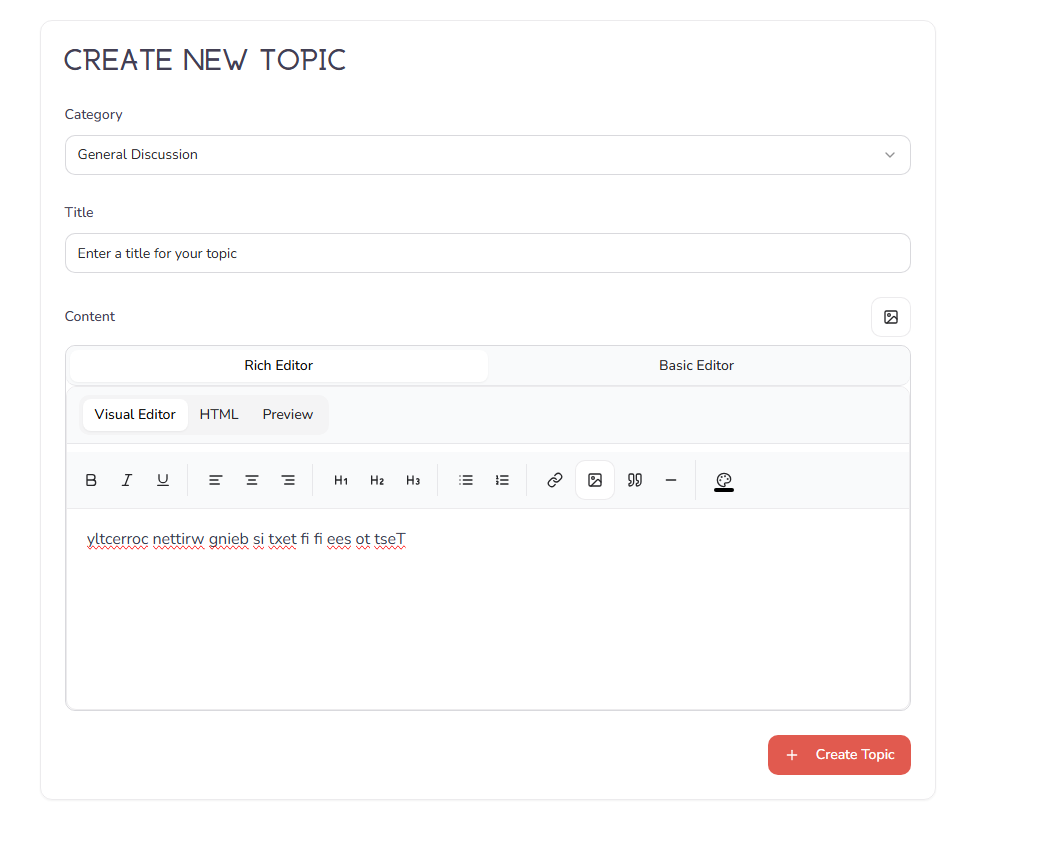 CREATE NEW TOPIC
Category
General Discussion
Title
Enter a title for your topic
Content
Rich Editor Basic Editor
Visual Editor HTML Preview
B I U H1 H2 H3
yltcerroc nettirw gnieb si txet fi fi ees ot tseT
+ Create Topic